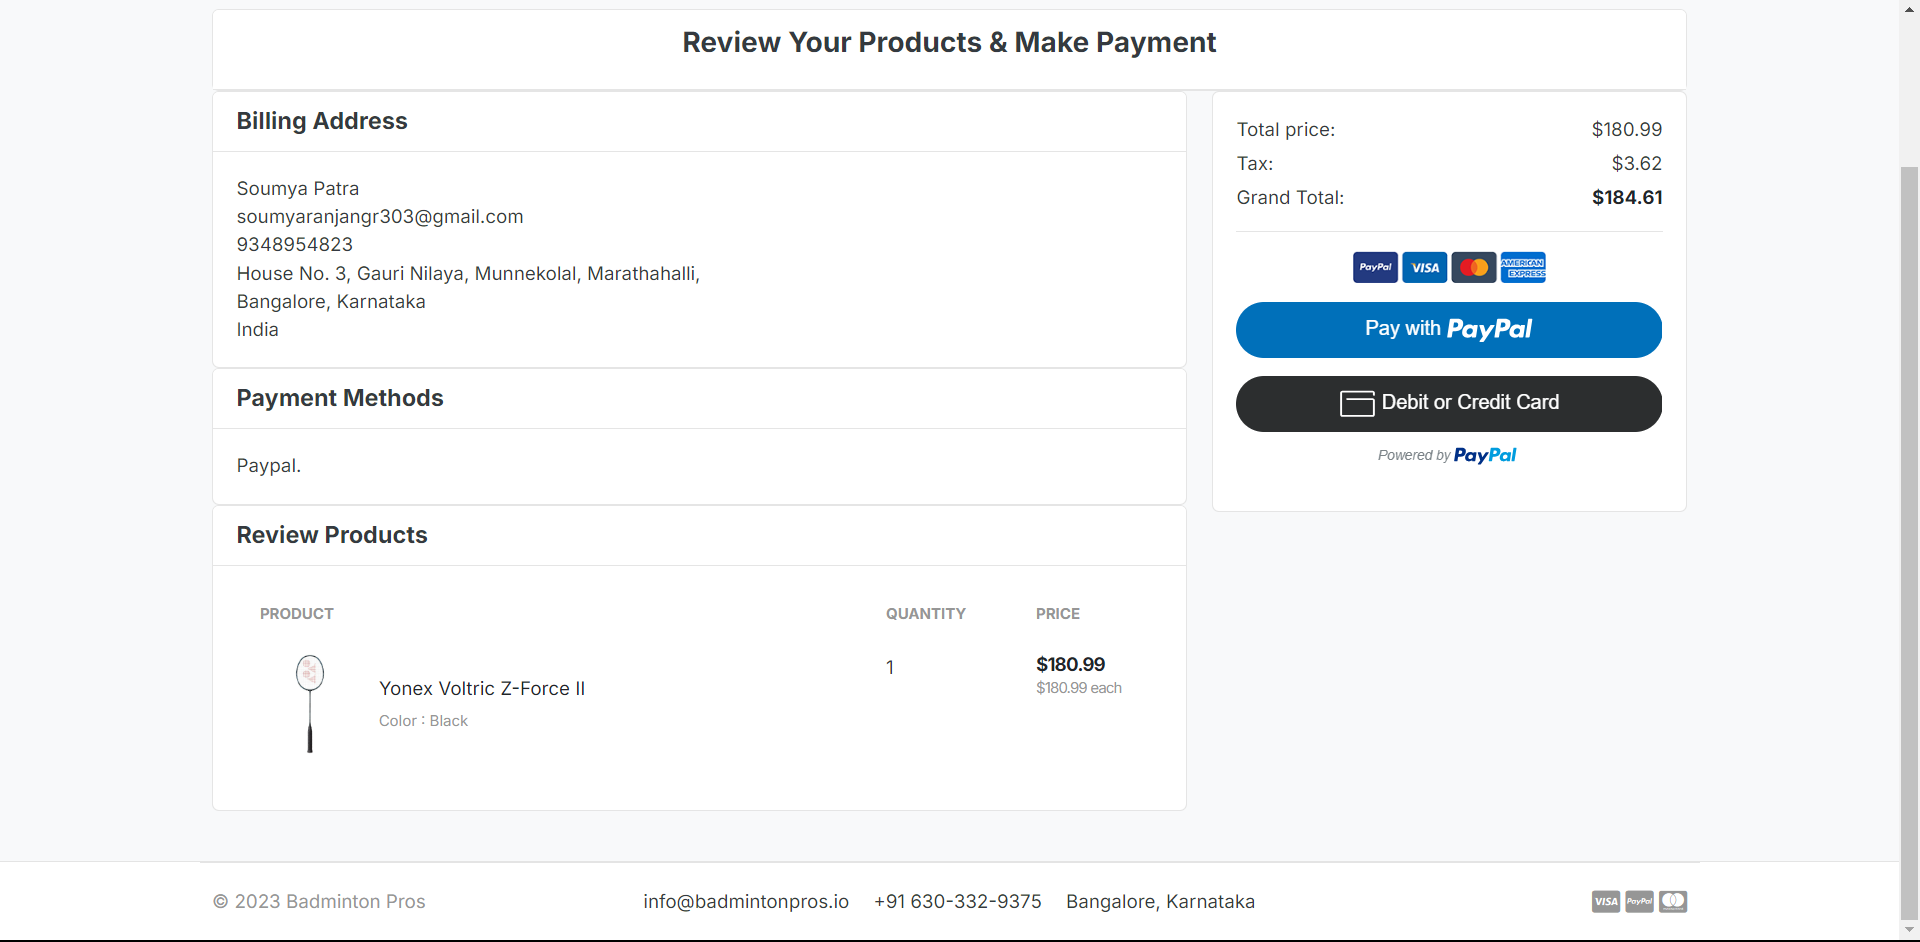 Review Your Products & Make Payment
Billing Address
Soumya Patra
soumyaranjangr303@gmail.com
9348954823
House No. 3, Gauri Nilaya, Munnekolal, Marathahalli,
Bangalore, Karnataka
India
Payment Methods
Paypal.
Review Products
PRODUCT QUANTITY PRICE
Yonex Voltric Z-Force II
Color : Black
1
$180.99
$180.99 each
Total price: $180.99
Tax: $3.62
Grand Total: $184.61
PayPal VISA AMERICAN EXPRESS
Pay with PayPal
Debit or Credit Card
Powered by PayPal
© 2023 Badminton Pros info@badmintonpros.io +91 630-332-9375 Bangalore, Karnataka VISA PayPal